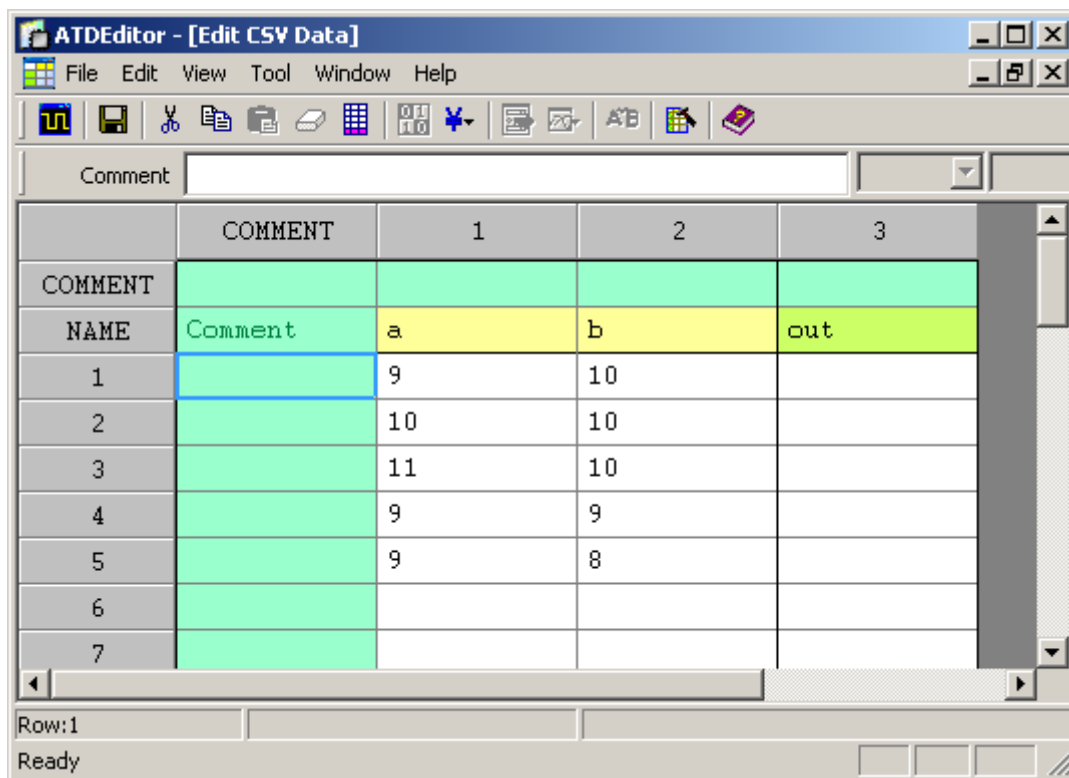 ATDEditor - [Edit CSV Data]
File Edit View Tool Window Help
01 10 ¥ A'B ?
Comment
COMMENT 1 2 3
COMMENT
NAME Comment a b out
1 9 10
2 10 10
3 11 10
4 9 9
5 9 8
6
7
Row:1
Ready